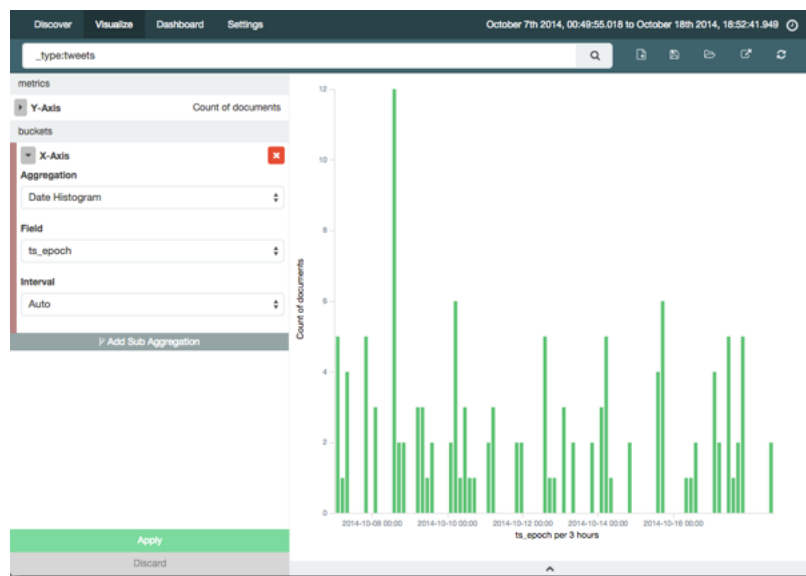 Discover Visualize Dashboard Settings October 7th 2014, 00:49:55.018 to October 18th 2014, 18:52:41.949
_type:tweets
metrics
Y-Axis Count of documents
buckets
X-Axis
Aggregation
Date Histogram
Field
ts_epoch
Interval
Auto
Add Sub Aggregation
Apply
Discard
Count of documents
12
10
8
6
4
2
0
2014-10-08 00:00 2014-10-10 00:00 2014-10-12 00:00 2014-10-14 00:00 2014-10-16 00:00
ts_epoch per 3 hours